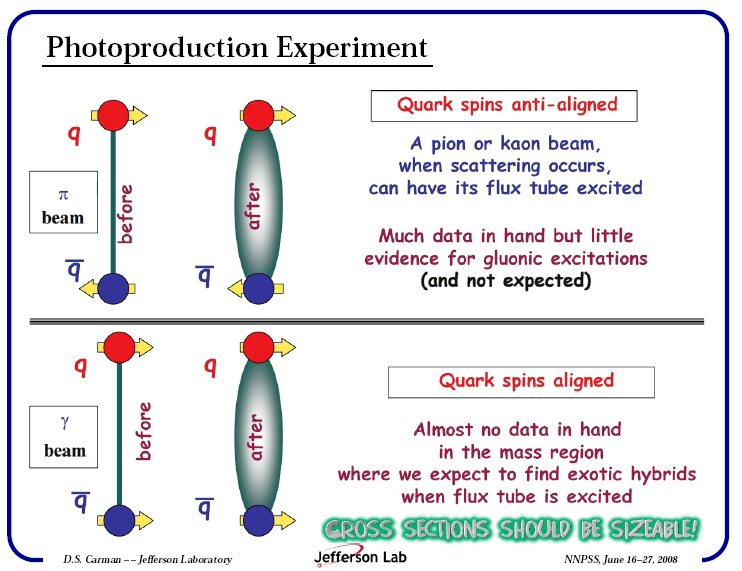 Photoproduction Experiment
q
q
π
beam
before
after
q̅
q̅
Quark spins anti-aligned
A pion or kaon beam,
when scattering occurs,
can have its flux tube excited
Much data in hand but little
evidence for gluonic excitations
(and not expected)
q
q
γ
beam
before
after
q̅
q̅
Quark spins aligned
Almost no data in hand
in the mass region
where we expect to find exotic hybrids
when flux tube is excited
CROSS SECTIONS SHOULD BE SIZEABLE!
D.S. Carman –– Jefferson Laboratory
Jefferson Lab
NNPSS, June 16–27, 2008